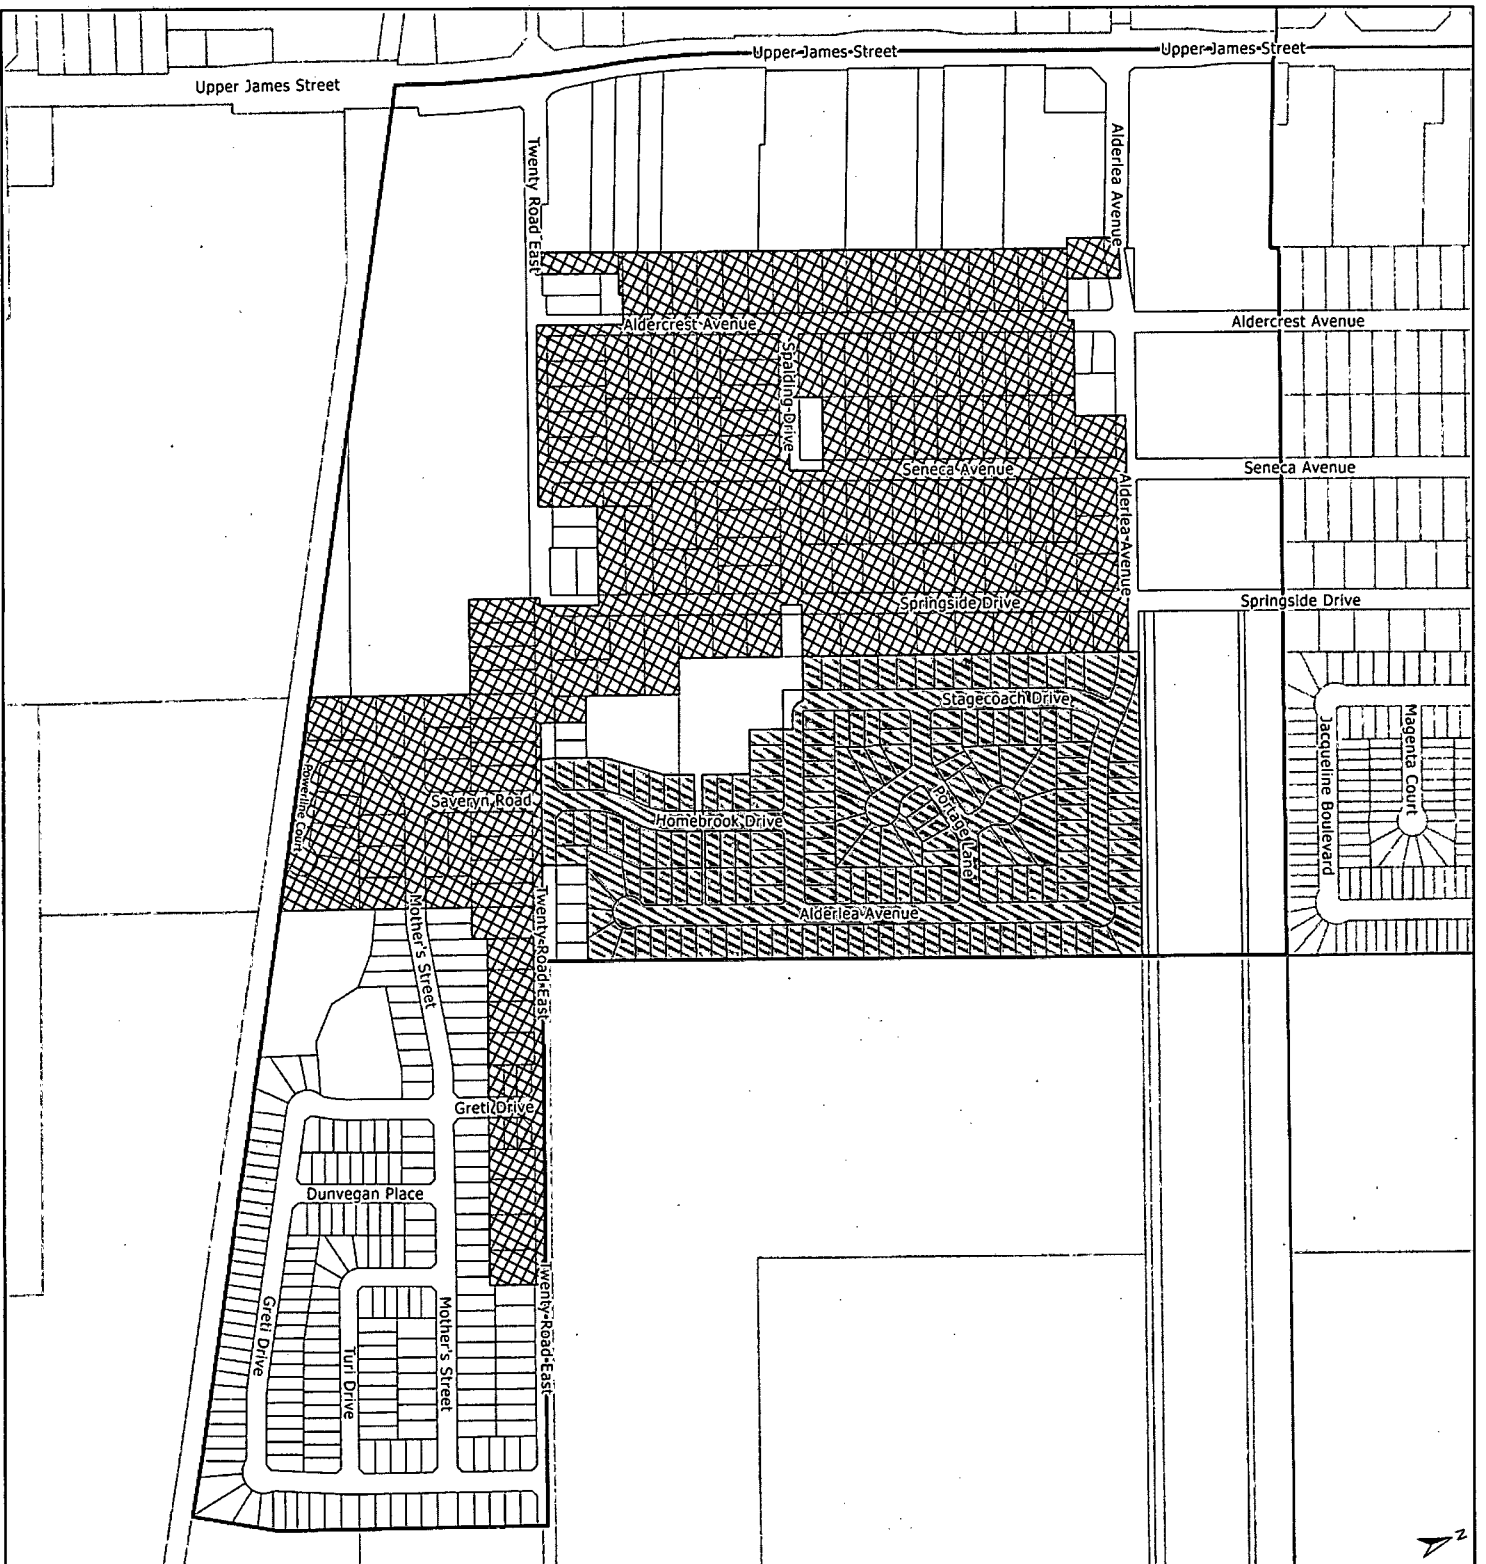 Upper James Street
Upper James Street
Upper James Street
Twenty Road East
Alderlea Avenue
Aldercrest Avenue
Aldercrest Avenue
Spalding Drive
Seneca Avenue
Seneca Avenue
Alderlea Avenue
Springside Drive
Springside Drive
Stagecoach Drive
Magenta Court
Jacqueline Boulevard
Powerline Court
Saveryn Road
Homebrook Drive
Portage Lane
Mother's Street
Twenty Road East
Alderlea Avenue
Greti Drive
Dunvegan Place
Greti Drive
Turi Drive
Mother's Street
Twenty Road East
N